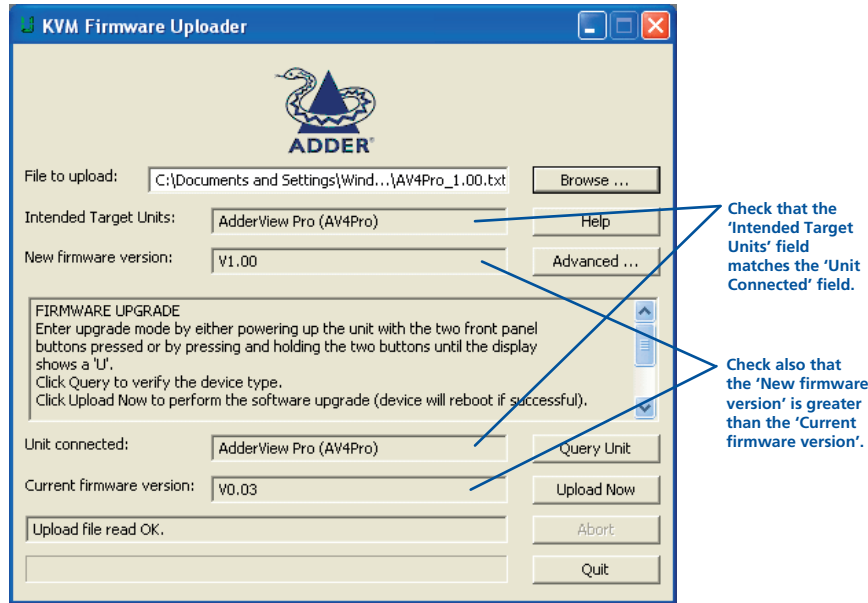 KVM Firmware Uploader
ADDER®
File to upload:
C:\Documents and Settings\Wind...\AV4Pro_1.00.txt
Browse ...
Intended Target Units:
AdderView Pro (AV4Pro)
Help
New firmware version:
V1.00
Advanced ...
FIRMWARE UPGRADE
Enter upgrade mode by either powering up the unit with the two front panel
buttons pressed or by pressing and holding the two buttons until the display
shows a 'U'.
Click Query to verify the device type.
Click Upload Now to perform the software upgrade (device will reboot if successful).
Unit connected:
AdderView Pro (AV4Pro)
Query Unit
Current firmware version:
V0.03
Upload Now
Upload file read OK.
Abort
Quit
Check that the
‘Intended Target
Units’ field
matches the ‘Unit
Connected’ field.
Check also that
the ‘New firmware
version’ is greater
than the ‘Current
firmware version’.